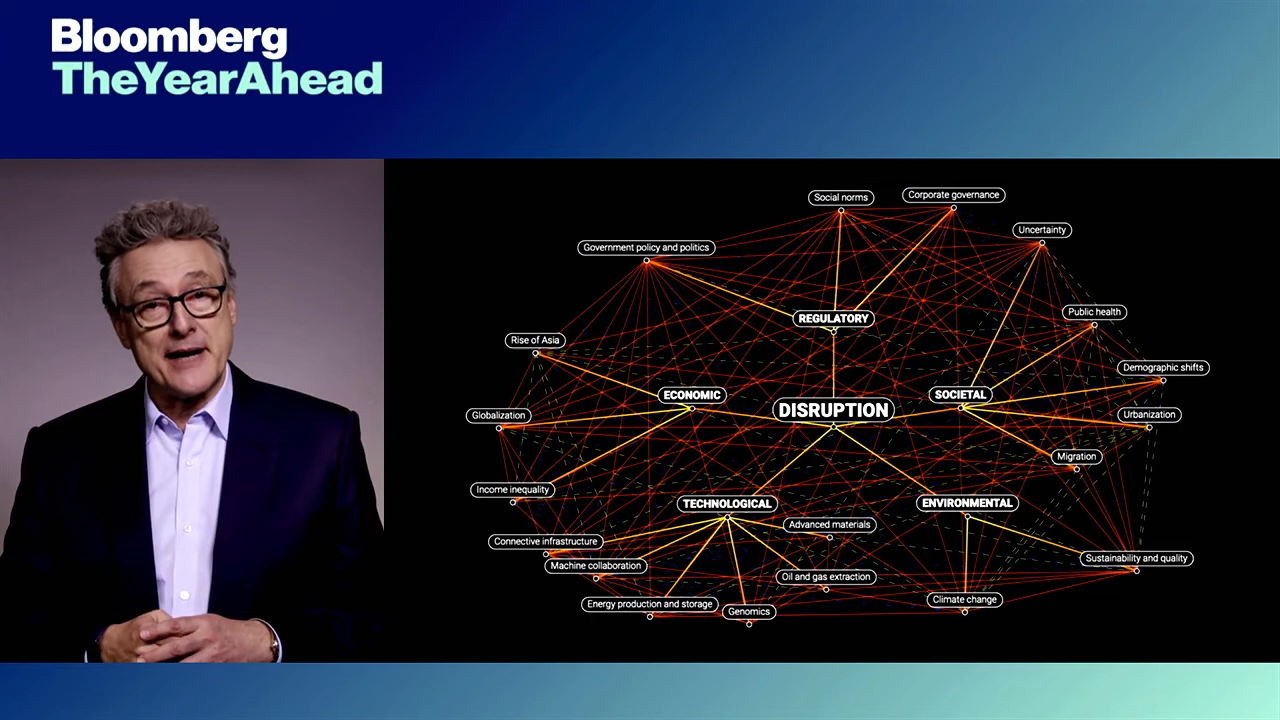 Bloomberg
TheYearAhead
Social norms
Corporate governance
Uncertainty
Government policy and politics
Public health
REGULATORY
Rise of Asia
Demographic shifts
ECONOMIC
SOCIETAL
DISRUPTION
Globalization
Urbanization
Migration
Income inequality
TECHNOLOGICAL
ENVIRONMENTAL
Advanced materials
Connective infrastructure
Sustainability and quality
Machine collaboration
Oil and gas extraction
Climate change
Energy production and storage
Genomics